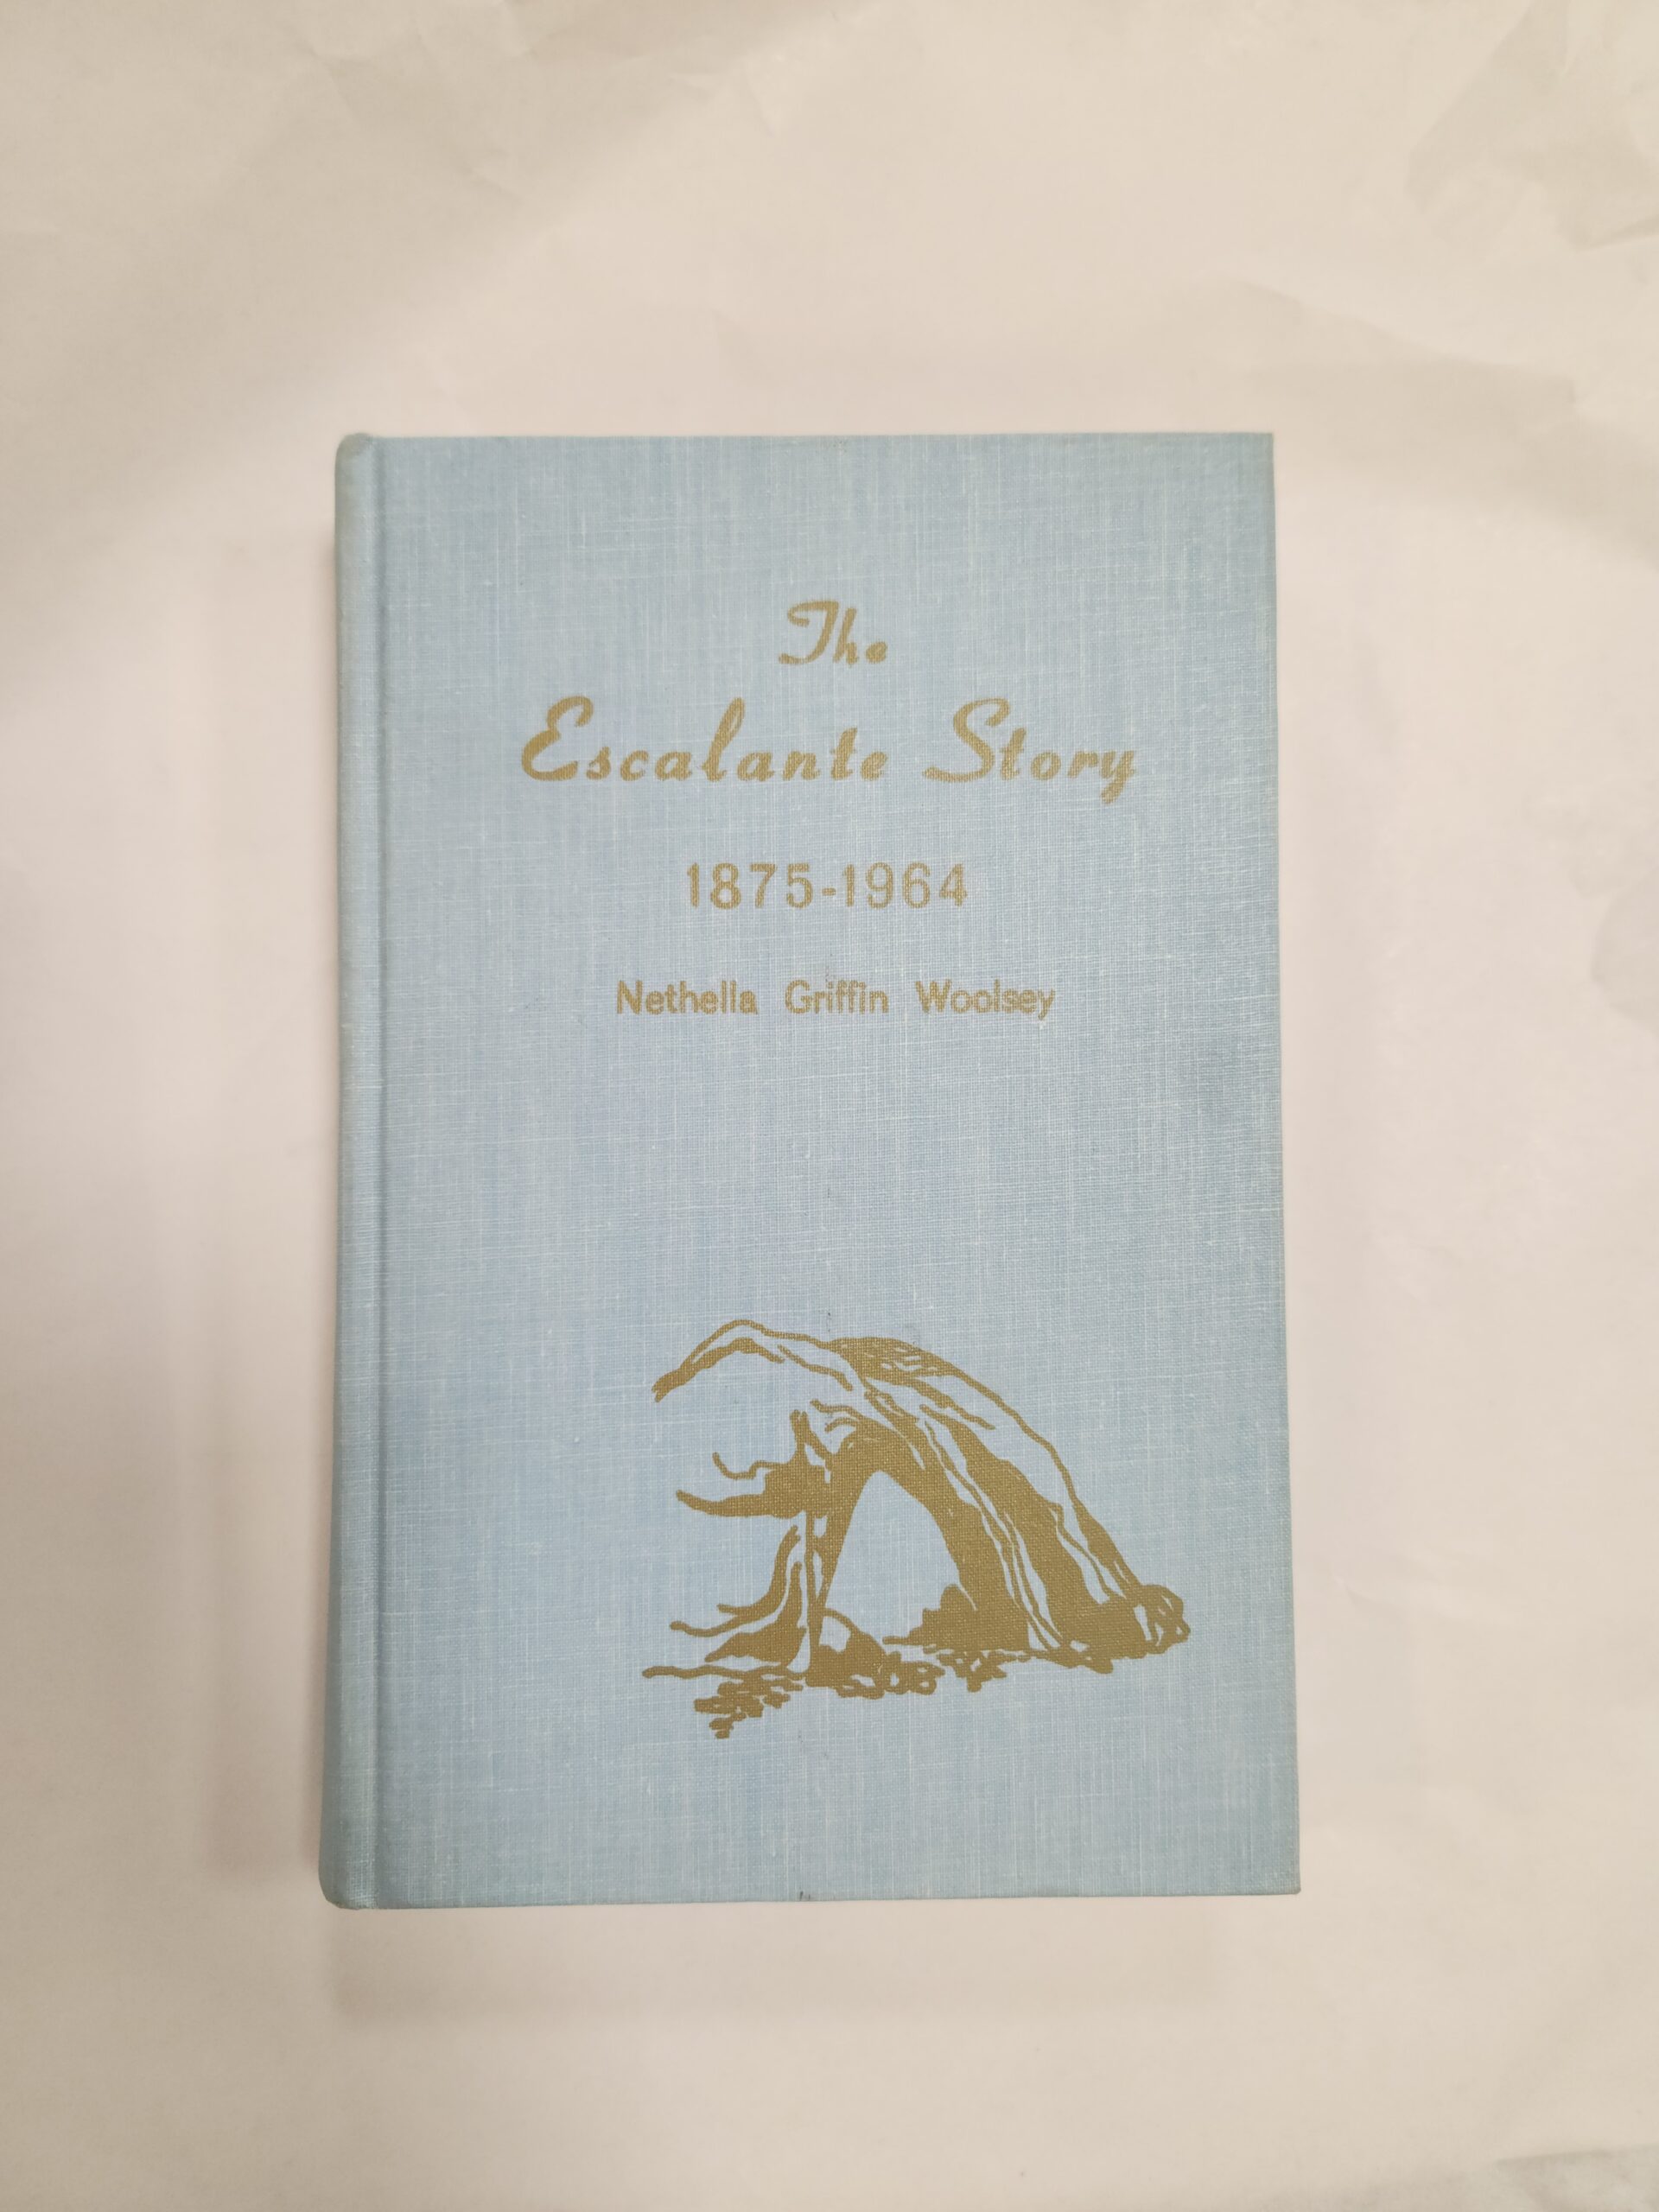 The
Escalante Story
1875-1964
Nethella Griffin Woolsey